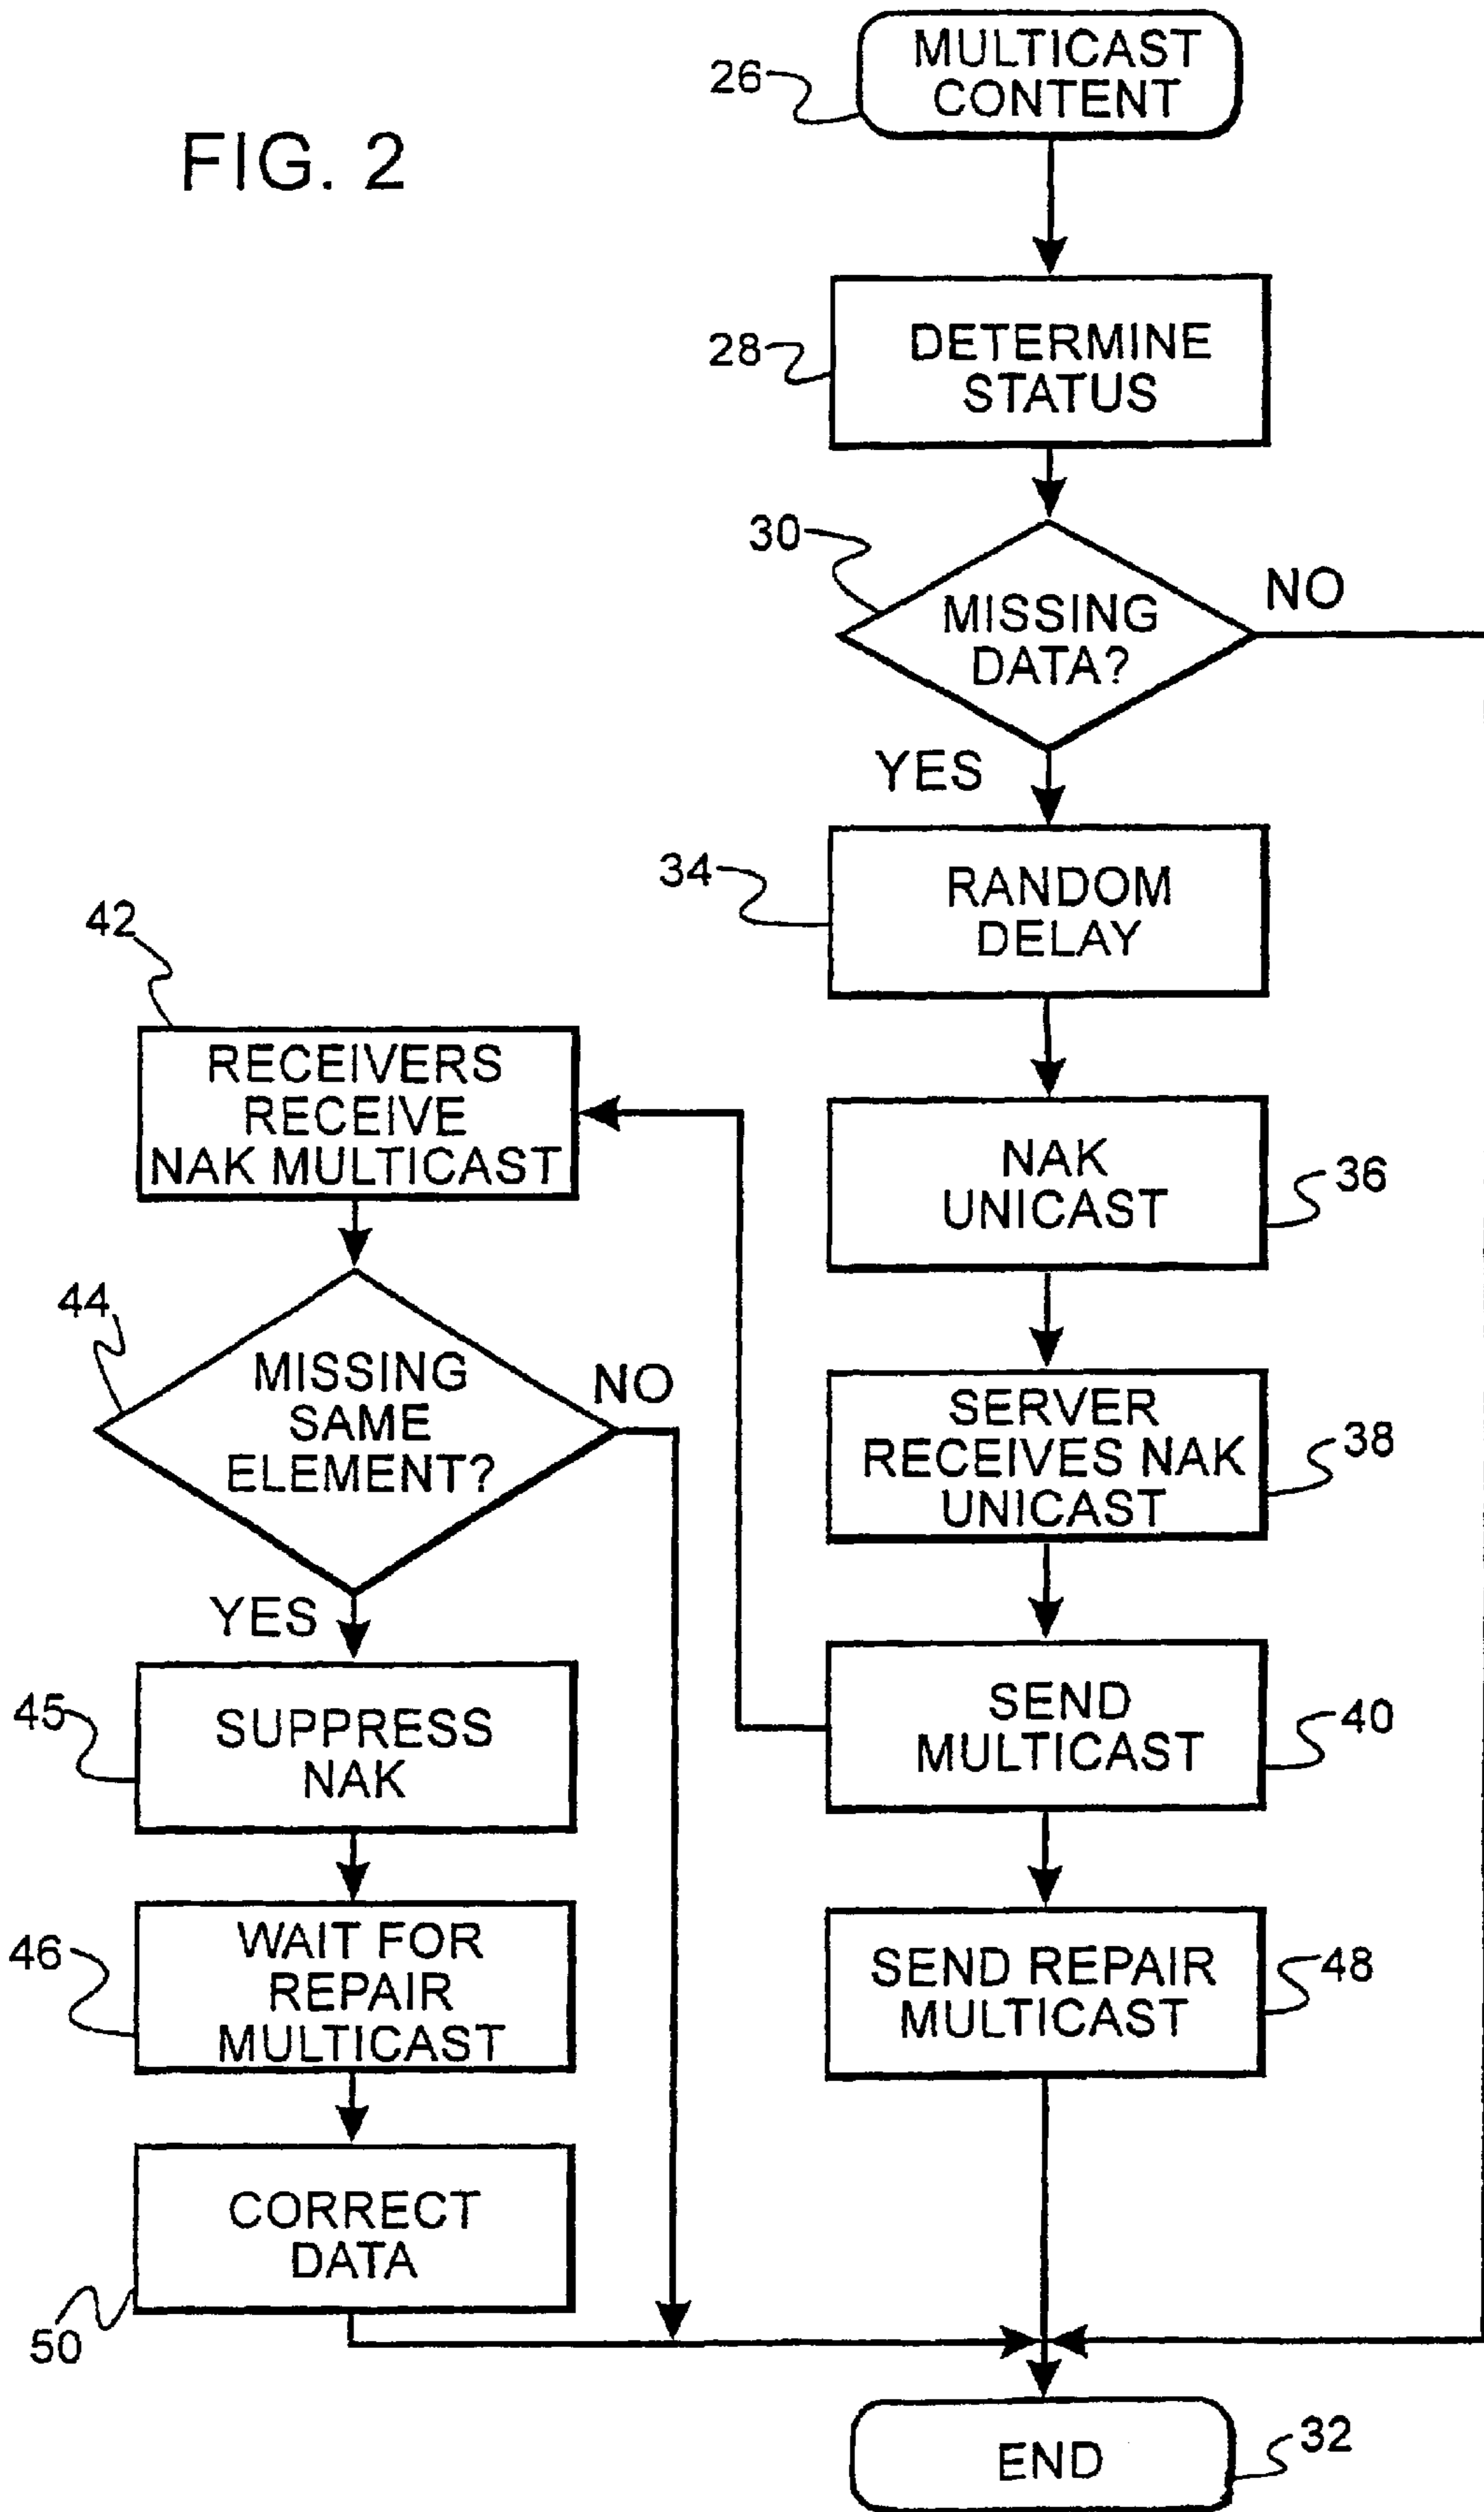 FIG. 2
26
MULTICAST
CONTENT
28
DETERMINE
STATUS
30
MISSING
DATA?
NO
YES
34
RANDOM
DELAY
42
RECEIVERS
RECEIVE
NAK MULTICAST
NAK
UNICAST
36
44
MISSING
SAME
ELEMENT?
NO
SERVER
RECEIVES NAK
UNICAST
38
YES
45
SUPPRESS
NAK
SEND
MULTICAST
40
46
WAIT FOR
REPAIR
MULTICAST
SEND REPAIR
MULTICAST
48
CORRECT
DATA
50
END
32